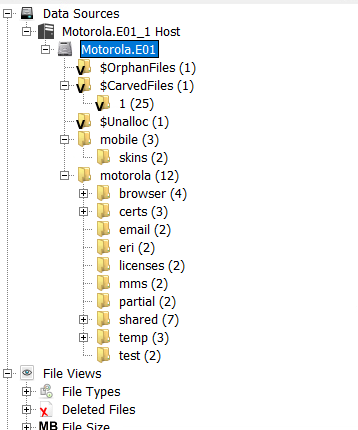 Data Sources
Motorola.E01_1 Host
Motorola.E01
$OrphanFiles (1)
$CarvedFiles (1)
1 (25)
$Unalloc (1)
mobile (3)
skins (2)
motorola (12)
browser (4)
certs (3)
email (2)
eri (2)
licenses (2)
mms (2)
partial (2)
shared (7)
temp (3)
test (2)
File Views
File Types
Deleted Files
MB File Size